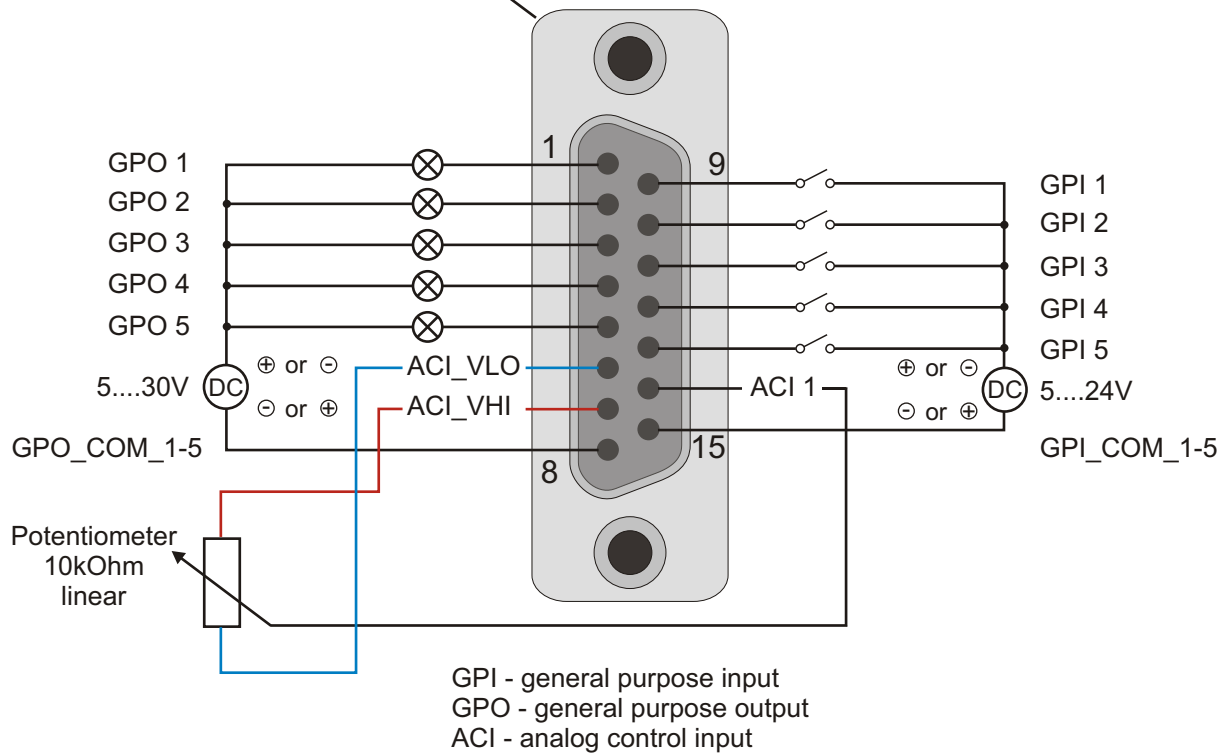 1
9
GPO 1
GPO 2
GPO 3
GPO 4
GPO 5
⊕ or ⊖
5....30V
DC
⊖ or ⊕
GPO_COM_1-5
ACI_VLO
ACI_VHI
8
GPI 1
GPI 2
GPI 3
GPI 4
GPI 5
ACI 1
⊕ or ⊖
DC
5....24V
⊖ or ⊕
15
GPI_COM_1-5
Potentiometer
10kOhm
linear
GPI - general purpose input
GPO - general purpose output
ACI - analog control input